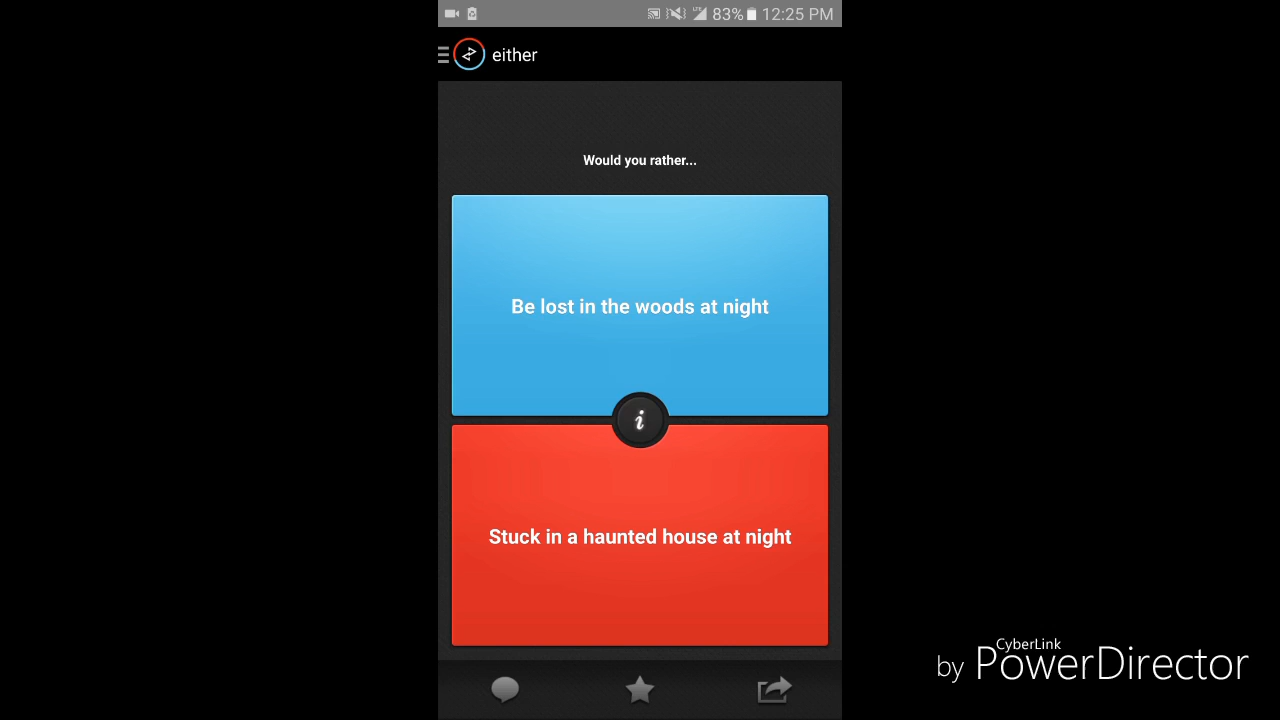 LTE 83% 12:25 PM
either
Would you rather...
Be lost in the woods at night
i
Stuck in a haunted house at night
CyberLink
by PowerDirector